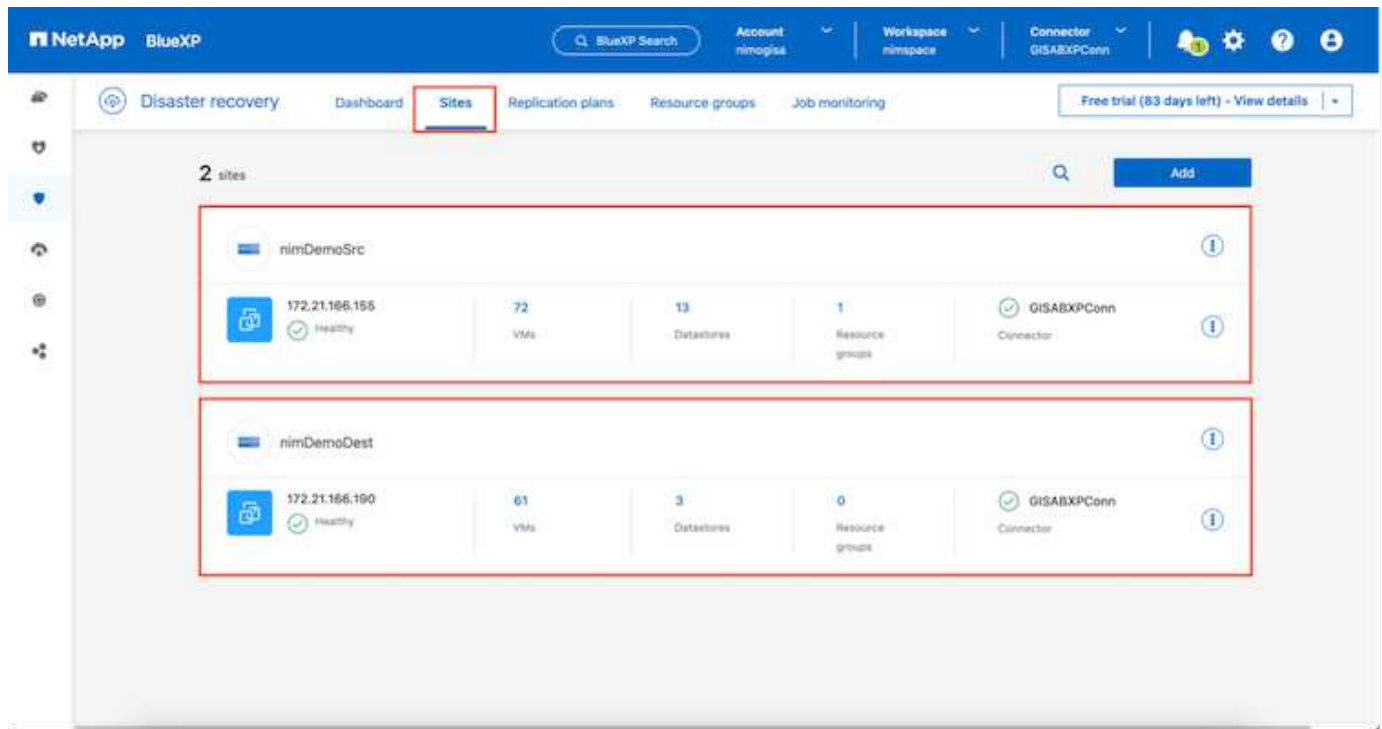 NetApp BlueXP
BlueXP Search
Account
nimogisa
Workspace
nimspace
Connector
GISABXPConn
1
Disaster recovery
Dashboard
Sites
Replication plans
Resource groups
Job monitoring
Free trial (83 days left) - View details
2 sites
Add
nimDemoSrc
172.21.166.155
Healthy
72
VMs
13
Datastores
1
Resource
groups
GISABXPConn
Connector
nimDemoDest
172.21.166.190
Healthy
61
VMs
3
Datastores
0
Resource
groups
GISABXPConn
Connector